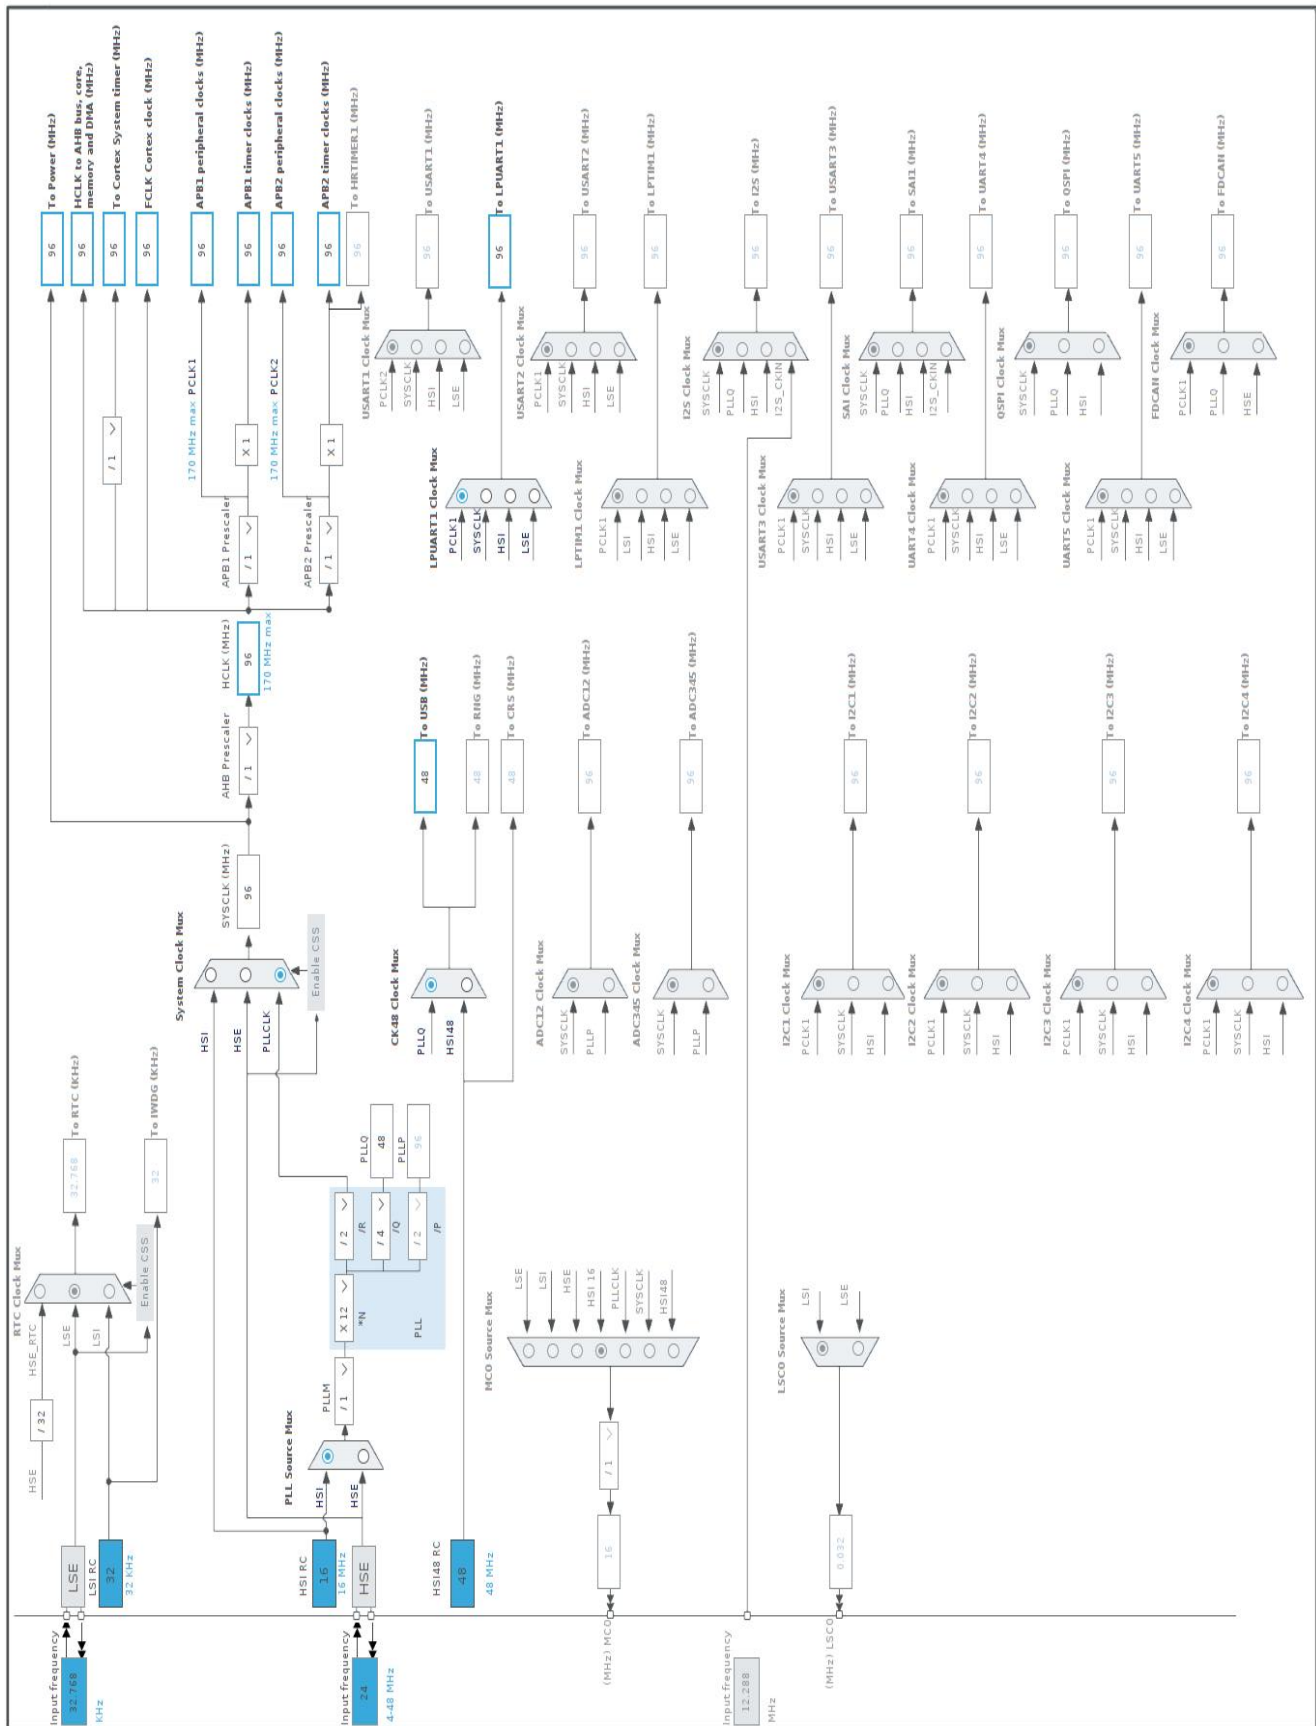 RTC Clock Mux
HSE
/ 32
HSE_RTC
Input frequency
32.768
KHz
LSE
LSE
32.768
To RTC (KHz)
LSI RC
32
32 KHz
LSI
Enable CSS
32
To IWDG (KHz)
System Clock Mux
HSI
HSE
PLLCLK
Enable CSS
SYSCLK (MHz)
96
AHB Prescaler
/ 1
HCLK (MHz)
96
170 MHz max
/ 1
APB1 Prescaler
/ 1
170 MHz max PCLK1
X 1
APB2 Prescaler
/ 1
170 MHz max PCLK2
X 1
96
To Power (MHz)
96
HCLK to AHB bus, core,
memory and DMA (MHz)
96
To Cortex System timer (MHz)
96
FCLK Cortex clock (MHz)
96
APB1 peripheral clocks (MHz)
96
APB1 timer clocks (MHz)
96
APB2 peripheral clocks (MHz)
96
APB2 timer clocks (MHz)
96
To HRTIMER1 (MHz)
PLL Source Mux
HSI RC
16
16 MHz
HSI
Input frequency
24
4-48 MHz
HSE
HSE
PLLM
/ 1
X 12
*N
PLL
/ 2
/R
/ 4
/Q
/ 2
/P
PLLQ
48
PLLP
96
HSI48 RC
48
48 MHz
CK48 Clock Mux
PLLQ
HSI48
48
To USB (MHz)
48
To RNG (MHz)
48
To CRS (MHz)
ADC12 Clock Mux
SYSCLK
PLLP
96
To ADC12 (MHz)
ADC345 Clock Mux
SYSCLK
PLLP
96
To ADC345 (MHz)
USART1 Clock Mux
PCLK2
SYSCLK
HSI
LSE
96
To USART1 (MHz)
LPUART1 Clock Mux
PCLK1
SYSCLK
HSI
LSE
96
To LPUART1 (MHz)
USART2 Clock Mux
PCLK1
SYSCLK
HSI
LSE
96
To USART2 (MHz)
LPTIM1 Clock Mux
PCLK1
LSI
HSI
LSE
96
To LPTIM1 (MHz)
I2S Clock Mux
SYSCLK
PLLQ
HSI
I2S_CKIN
96
To I2S (MHz)
USART3 Clock Mux
PCLK1
SYSCLK
HSI
LSE
96
To USART3 (MHz)
SAI Clock Mux
SYSCLK
PLLQ
HSI
I2S_CKIN
96
To SAI1 (MHz)
UART4 Clock Mux
PCLK1
SYSCLK
HSI
LSE
96
To UART4 (MHz)
QSPI Clock Mux
SYSCLK
PLLQ
HSI
96
To QSPI (MHz)
UART5 Clock Mux
PCLK1
SYSCLK
HSI
LSE
96
To UART5 (MHz)
FDCAN Clock Mux
PCLK1
PLLQ
HSE
96
To FDCAN (MHz)
MCO Source Mux
LSE
LSI
HSE
HSI 16
PLLCLK
SYSCLK
HSI48
/ 1
16
(MHz) MCO
Input frequency
12.288
MHz
LSCO Source Mux
LSI
LSE
0.032
(MHz) LSCO
I2C1 Clock Mux
PCLK1
SYSCLK
HSI
96
To I2C1 (MHz)
I2C2 Clock Mux
PCLK1
SYSCLK
HSI
96
To I2C2 (MHz)
I2C3 Clock Mux
PCLK1
SYSCLK
HSI
96
To I2C3 (MHz)
I2C4 Clock Mux
PCLK1
SYSCLK
HSI
96
To I2C4 (MHz)